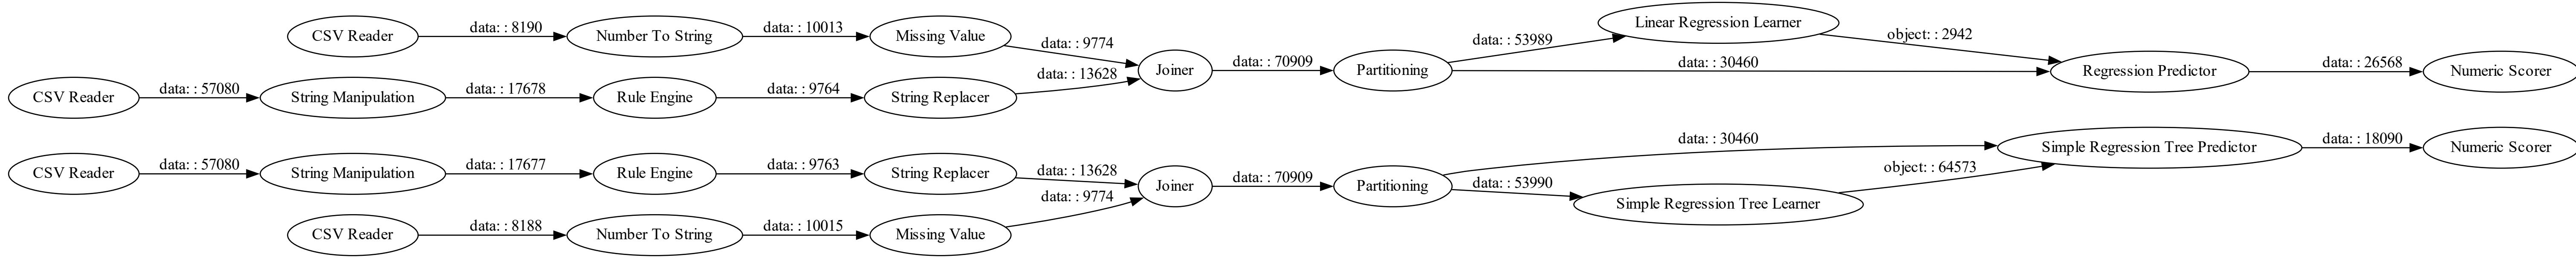 CSV Reader
data: : 8190
Number To String
data: : 10013
Missing Value
data: : 9774
CSV Reader
data: : 57080
String Manipulation
data: : 17678
Rule Engine
data: : 9764
String Replacer
data: : 13628
Joiner
data: : 70909
Partitioning
data: : 53989
Linear Regression Learner
object: : 2942
data: : 30460
Regression Predictor
data: : 26568
Numeric Scorer
CSV Reader
data: : 57080
String Manipulation
data: : 17677
Rule Engine
data: : 9763
String Replacer
data: : 13628
CSV Reader
data: : 8188
Number To String
data: : 10015
Missing Value
data: : 9774
Joiner
data: : 70909
Partitioning
data: : 30460
data: : 53990
Simple Regression Tree Learner
object: : 64573
Simple Regression Tree Predictor
data: : 18090
Numeric Scorer